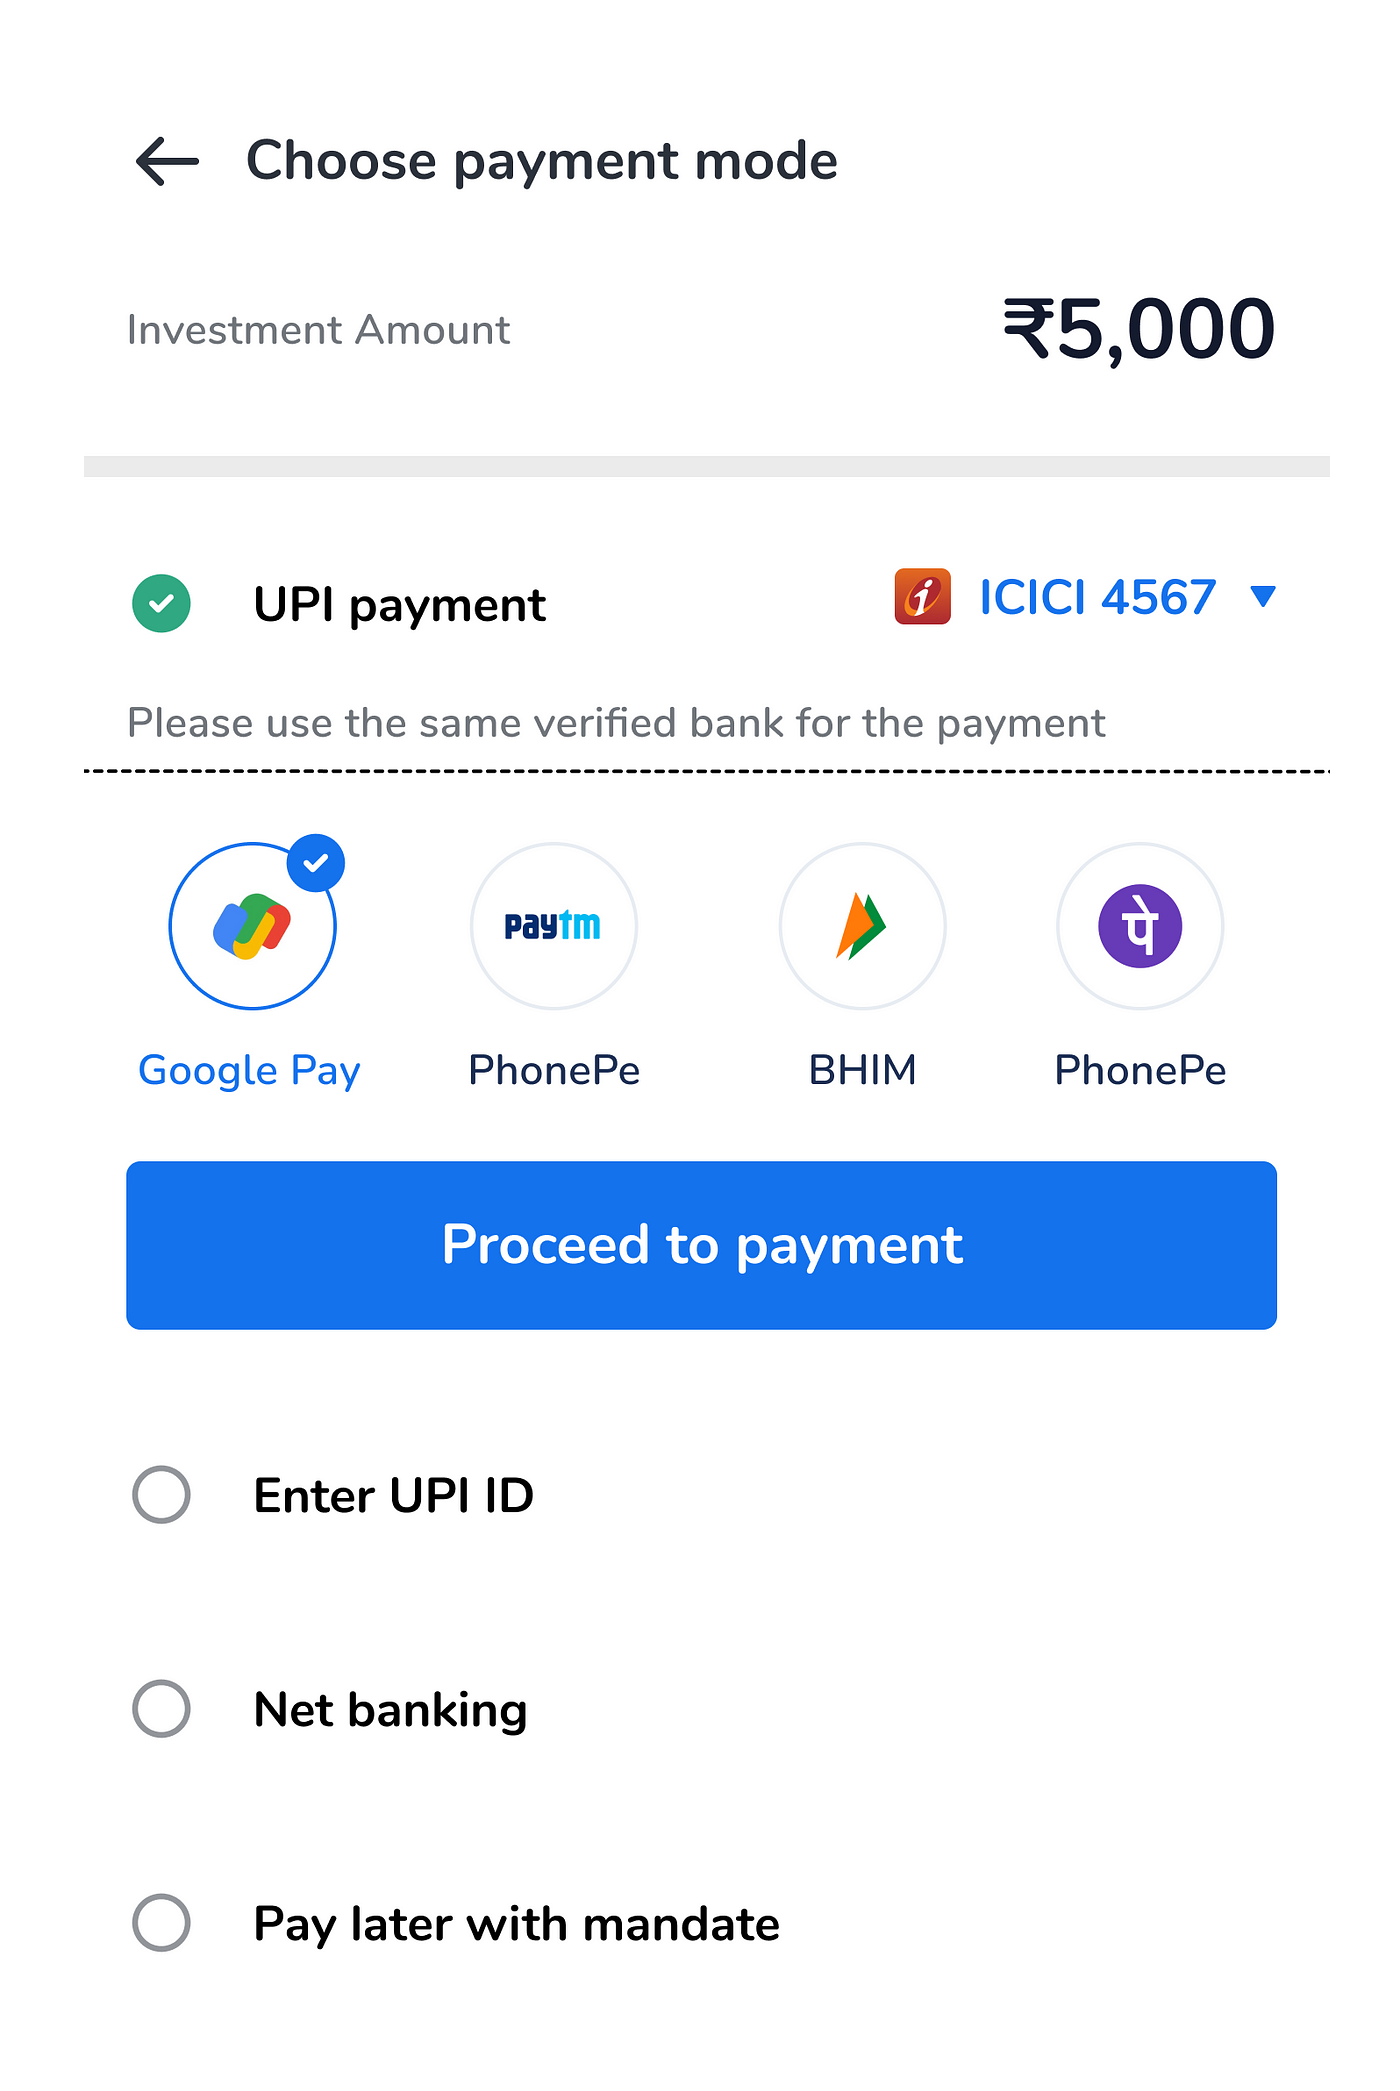 Choose payment mode
Investment Amount ₹5,000
UPI payment ICICI 4567
Please use the same verified bank for the payment
paytm पे
Google Pay PhonePe BHIM PhonePe
Proceed to payment
Enter UPI ID
Net banking
Pay later with mandate